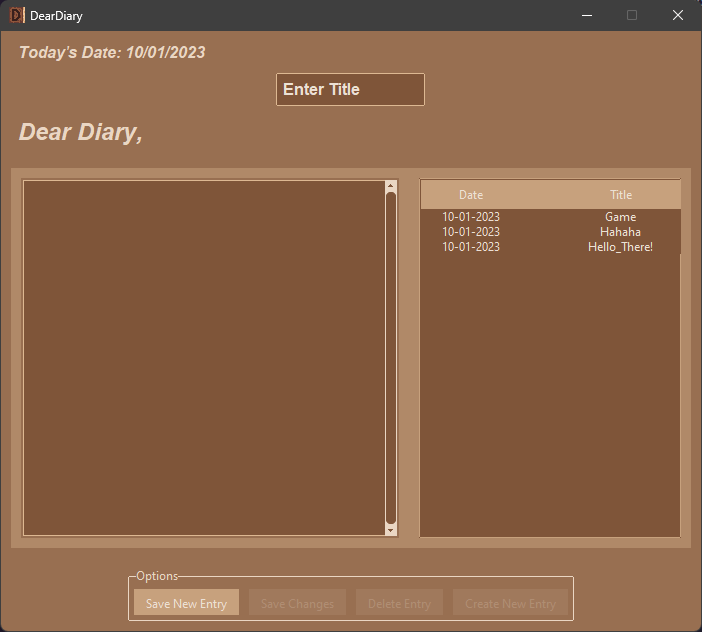 DearDiary
Today's Date: 10/01/2023
Enter Title
Dear Diary,
Date Title
10-01-2023 Game
10-01-2023 Hahaha
10-01-2023 Hello_There!
Options
Save New Entry Save Changes Delete Entry Create New Entry